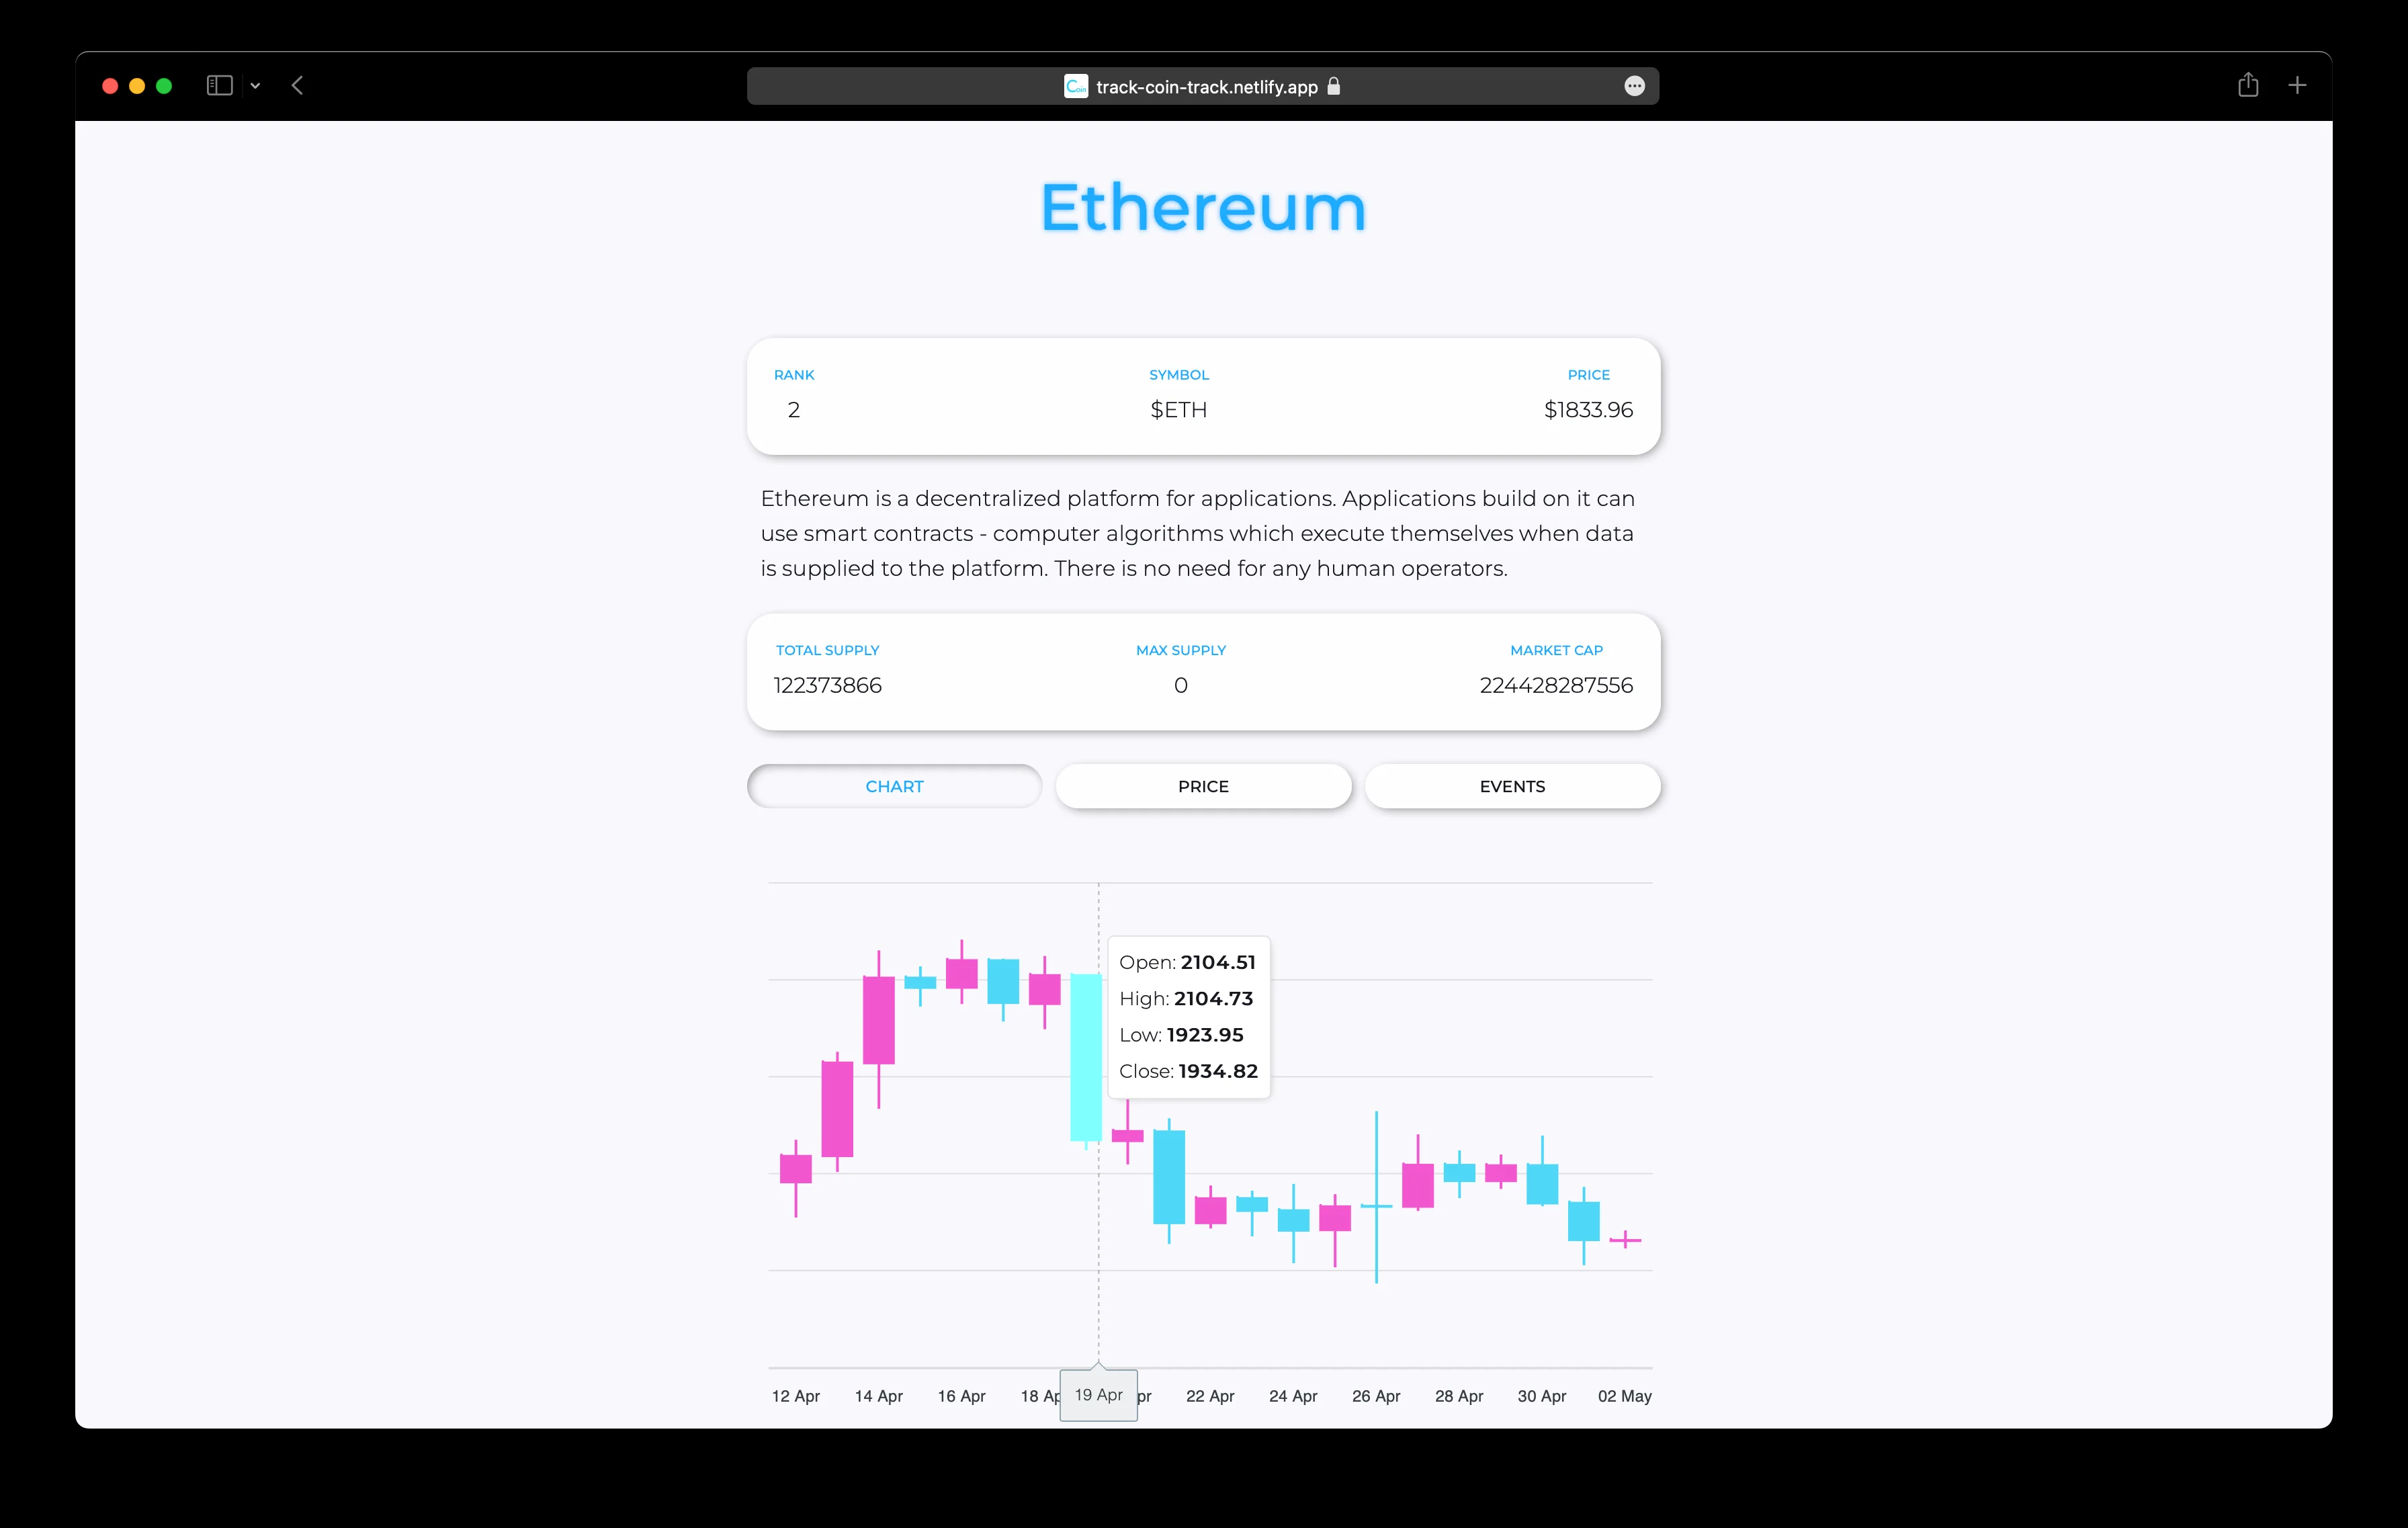 Coin track-coin-track.netlify.app
Ethereum
RANK SYMBOL PRICE
2 $ETH $1833.96
Ethereum is a decentralized platform for applications. Applications build on it can
use smart contracts - computer algorithms which execute themselves when data
is supplied to the platform. There is no need for any human operators.
TOTAL SUPPLY MAX SUPPLY MARKET CAP
122373866 0 224428287556
CHART PRICE EVENTS
Open: 2104.51
High: 2104.73
Low: 1923.95
Close: 1934.82
12 Apr 14 Apr 16 Apr 18 Ap 19 Apr pr 22 Apr 24 Apr 26 Apr 28 Apr 30 Apr 02 May